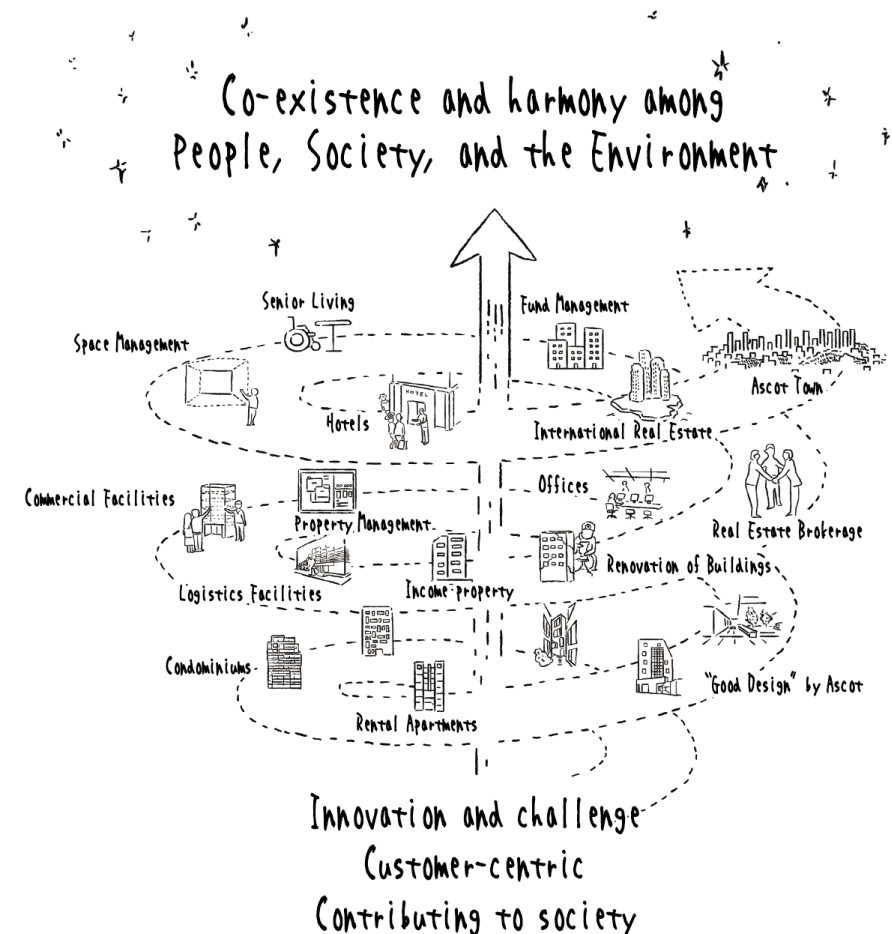 Co-existence and harmony among
People, Society, and the Environment
Senior Living
Fund Management
Space Management
Ascot Town
HOTEL
Hotels
International Real Estate
Commercial Facilities
Offices
Property Management
Real Estate Brokerage
Renovation of Buildings
Logistics Facilities
Income property
Condominiums
"Good Design" by Ascot
Rental Apartments
Innovation and challenge
Customer-centric
Contributing to society